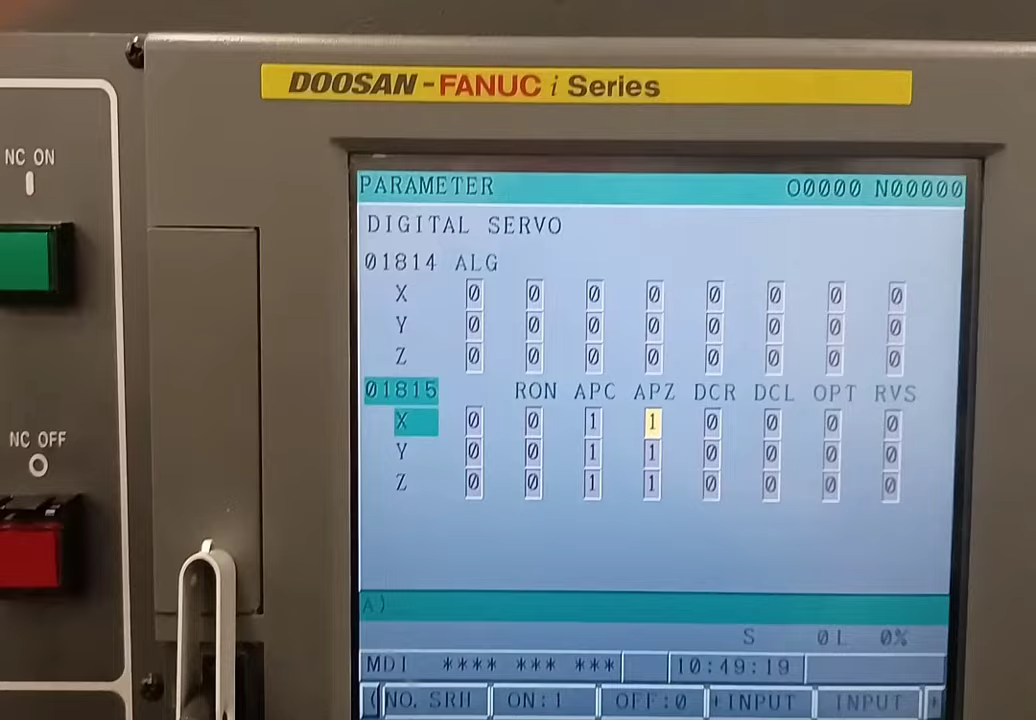 DOOSAN-FANUC i Series
NC ON
PARAMETER O0000 N00000
DIGITAL SERVO
01814 ALG
X 0 0 0 0 0 0 0 0
Y 0 0 0 0 0 0 0 0
Z 0 0 0 0 0 0 0 0
01815 RON APC APZ DCR DCL OPT RVS
X 0 0 1 1 0 0 0 0
Y 0 0 1 1 0 0 0 0
Z 0 0 1 1 0 0 0 0
NC OFF
A)
S 0L 0%
MDI **** *** *** 10:49:19
(NO. SRH ON:1 OFF:0 +INPUT INPUT